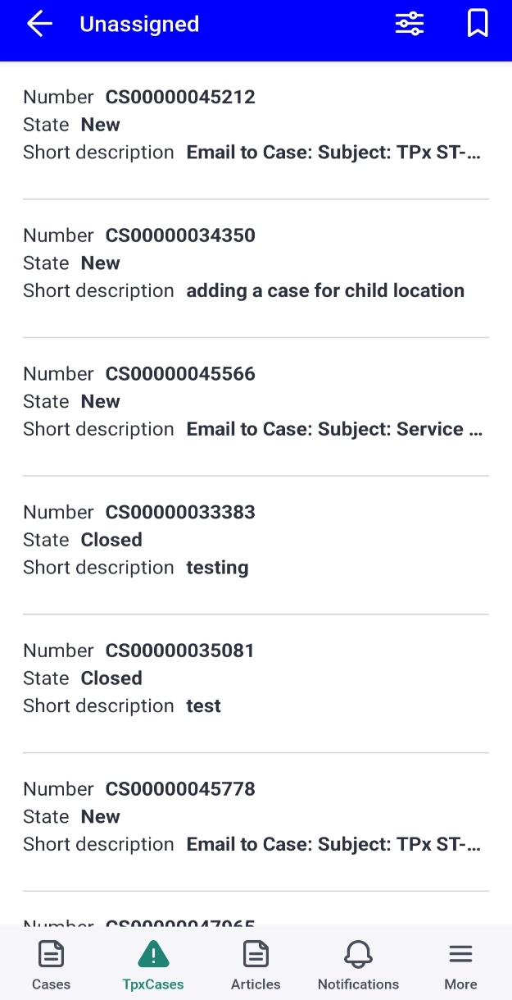 Unassigned
Number CS00000045212
State New
Short description Email to Case: Subject: TPx ST-...
Number CS00000034350
State New
Short description adding a case for child location
Number CS00000045566
State New
Short description Email to Case: Subject: Service ...
Number CS00000033383
State Closed
Short description testing
Number CS00000035081
State Closed
Short description test
Number CS00000045778
State New
Short description Email to Case: Subject: TPx ST-...
Number CS00000047965
Cases TpxCases Articles Notifications More